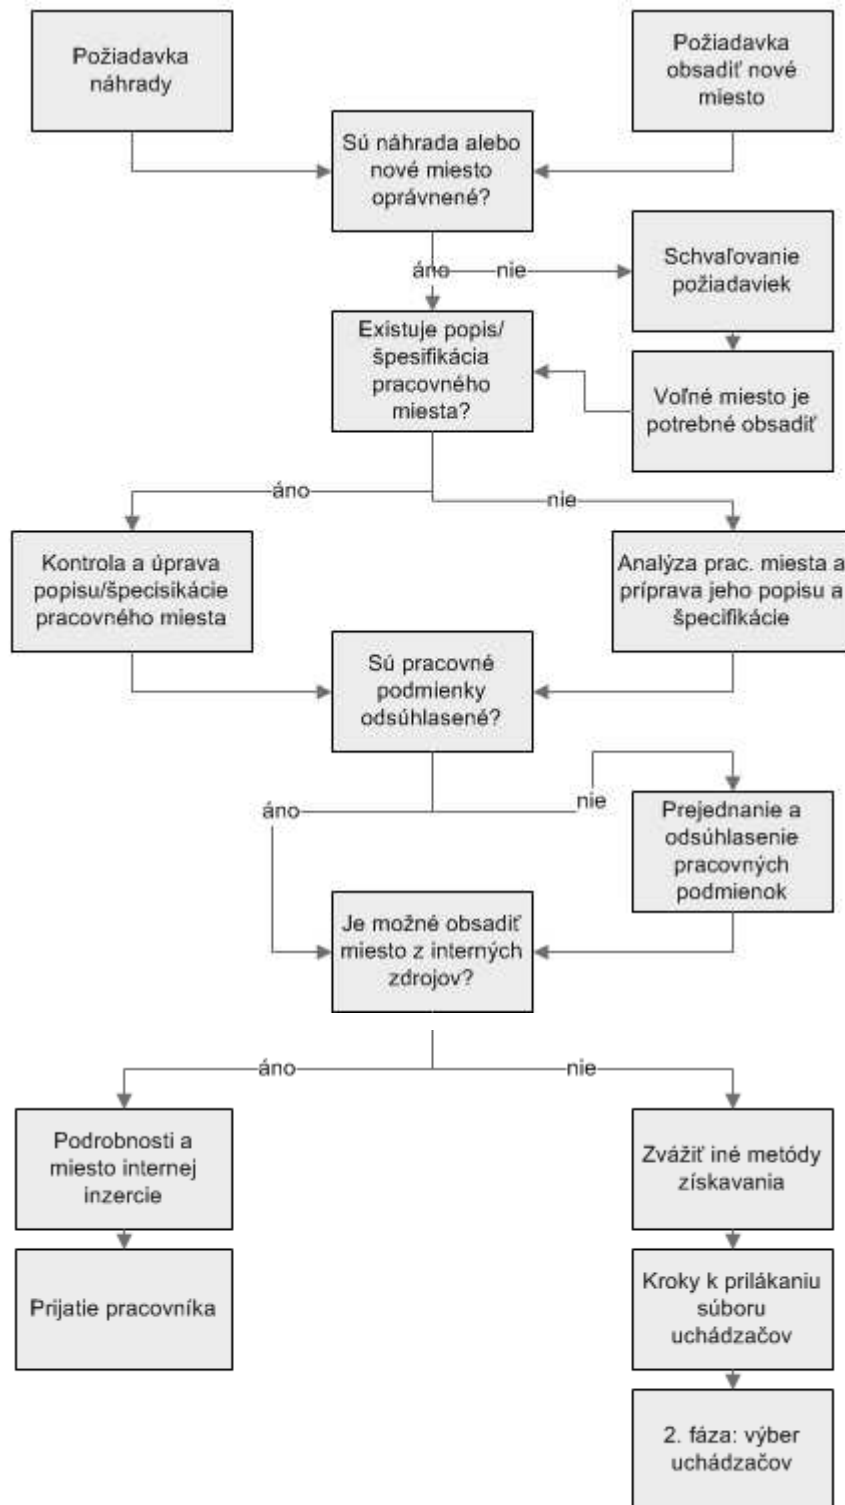 Požiadavka
náhrady
Požiadavka
obsadiť nové
miesto
Sú náhrada alebo
nové miesto
oprávnené?
áno
nie
Schvaľovanie
požiadaviek
Existuje popis/
špesifikácia
pracovného
miesta?
Voľné miesto je
potrebné obsadiť
áno
nie
Kontrola a úprava
popisu/špecisikácie
pracovného miesta
Analýza prac. miesta a
príprava jeho popisu a
špecifikácie
Sú pracovné
podmienky
odsúhlasené?
áno
nie
Prejednanie a
odsúhlasenie
pracovných
podmienok
Je možné obsadiť
miesto z interných
zdrojov?
áno
nie
Podrobnosti a
miesto internej
inzercie
Zvážiť iné metódy
získavania
Prijatie pracovníka
Kroky k prilákaniu
súboru
uchádzačov
2. fáza: výber
uchádzačov